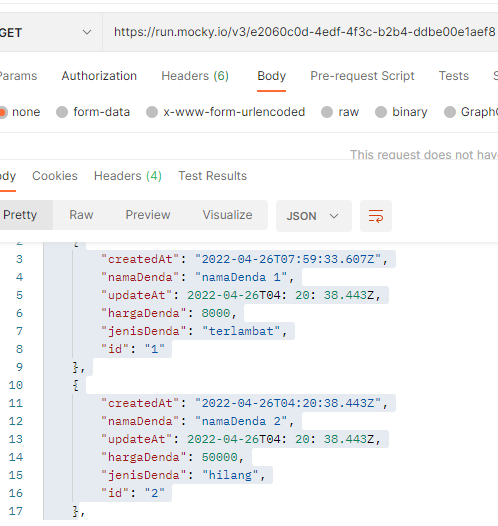 GET https://run.mocky.io/v3/e2060c0d-4edf-4f3c-b2b4-ddbe00e1aef8
Params Authorization Headers (6) Body Pre-request Script Tests S
none form-data x-www-form-urlencoded raw binary GraphQ
This request does not hav
ody Cookies Headers (4) Test Results
Pretty Raw Preview Visualize JSON
2 {
3 "createdAt": "2022-04-26T07:59:33.607Z",
4 "namaDenda": "namaDenda 1",
5 "updateAt": 2022-04-26T04: 20: 38.443Z,
6 "hargaDenda": 8000,
7 "jenisDenda": "terlambat",
8 "id": "1"
9 },
10 {
11 "createdAt": "2022-04-26T04:20:38.443Z",
12 "namaDenda": "namaDenda 2",
13 "updateAt": 2022-04-26T04: 20: 38.443Z,
14 "hargaDenda": 50000,
15 "jenisDenda": "hilang",
16 "id": "2"
17 },